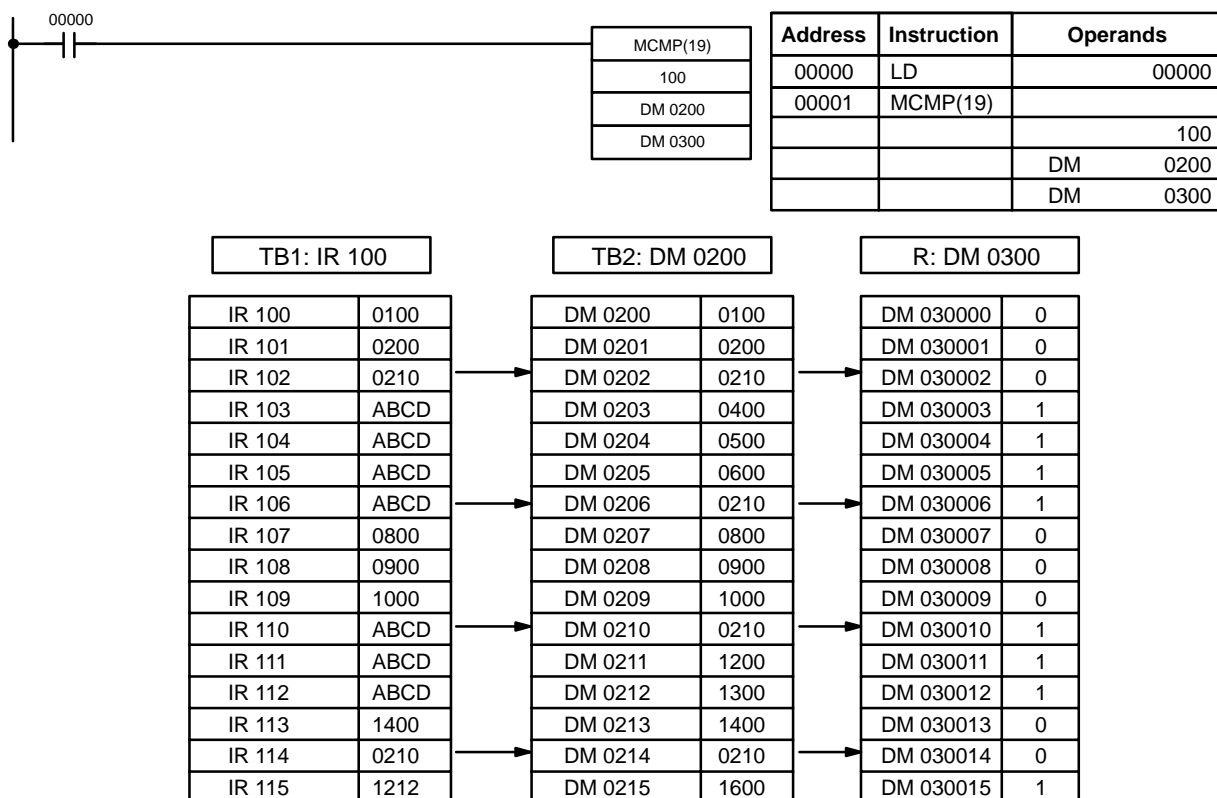 00000
MCMP(19)
100
DM 0200
DM 0300
Address Instruction Operands
00000 LD 00000
00001 MCMP(19)
100
DM 0200
DM 0300
TB1: IR 100 TB2: DM 0200 R: DM 0300
IR 100 0100 DM 0200 0100 DM 030000 0
IR 101 0200 DM 0201 0200 DM 030001 0
IR 102 0210 DM 0202 0210 DM 030002 0
IR 103 ABCD DM 0203 0400 DM 030003 1
IR 104 ABCD DM 0204 0500 DM 030004 1
IR 105 ABCD DM 0205 0600 DM 030005 1
IR 106 ABCD DM 0206 0210 DM 030006 1
IR 107 0800 DM 0207 0800 DM 030007 0
IR 108 0900 DM 0208 0900 DM 030008 0
IR 109 1000 DM 0209 1000 DM 030009 0
IR 110 ABCD DM 0210 0210 DM 030010 1
IR 111 ABCD DM 0211 1200 DM 030011 1
IR 112 ABCD DM 0212 1300 DM 030012 1
IR 113 1400 DM 0213 1400 DM 030013 0
IR 114 0210 DM 0214 0210 DM 030014 0
IR 115 1212 DM 0215 1600 DM 030015 1